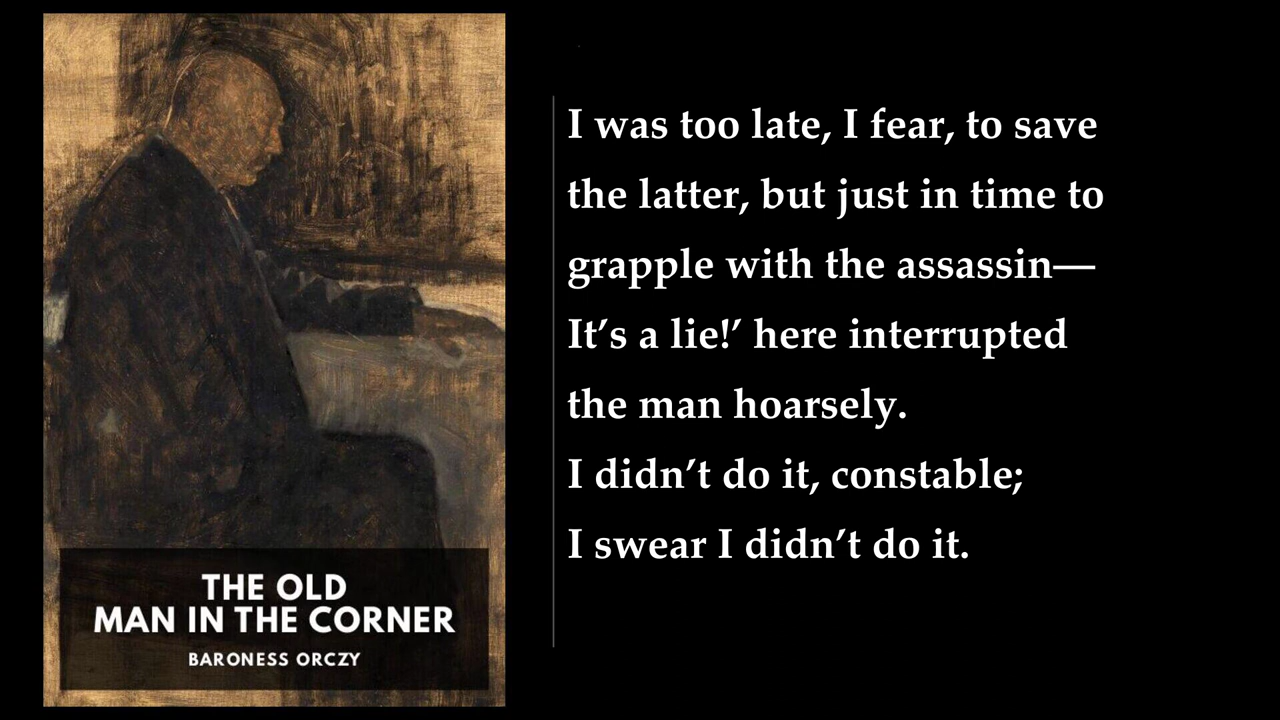 THE OLD
MAN IN THE CORNER
BARONESS ORCZY
I was too late, I fear, to save
the latter, but just in time to
grapple with the assassin—
It’s a lie!’ here interrupted
the man hoarsely.
I didn’t do it, constable;
I swear I didn’t do it.